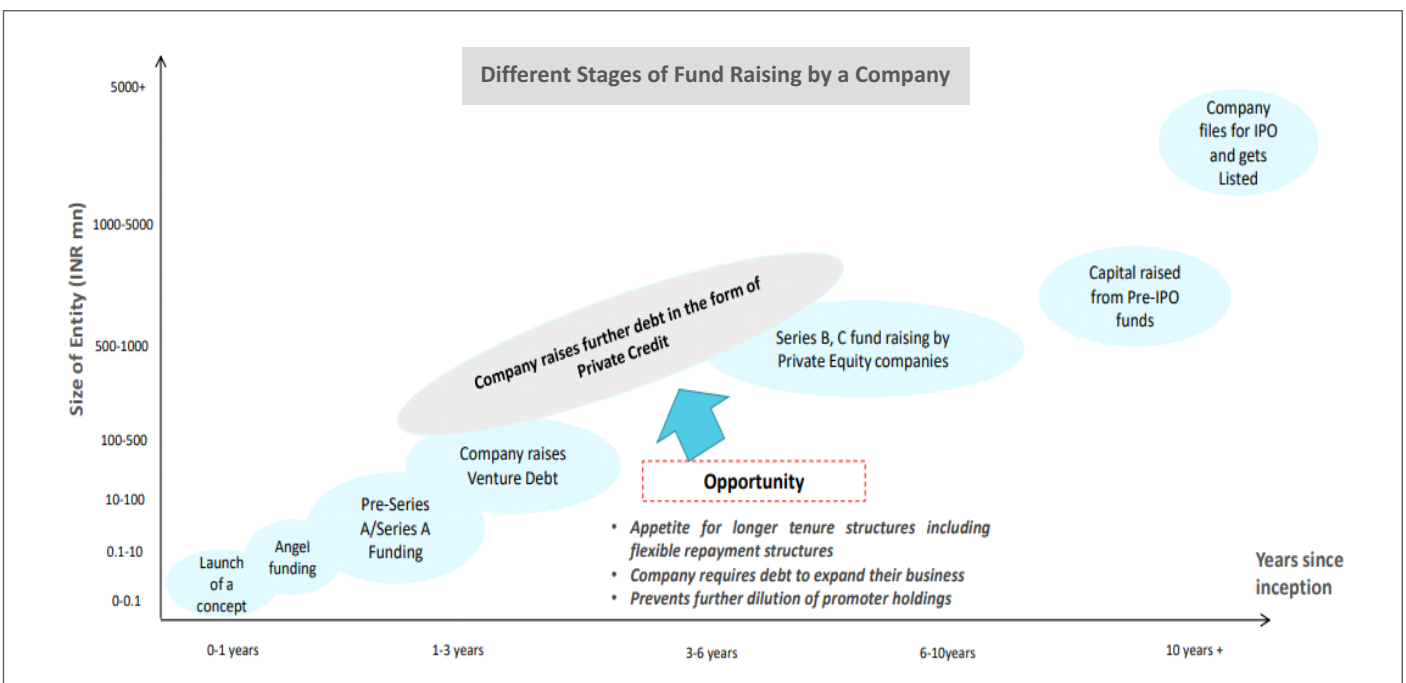 Different Stages of Fund Raising by a Company
Size of Entity (INR mn)
5000+
1000-5000
500-1000
100-500
10-100
0.1-10
0-0.1
Launch
of a
concept
Angel
funding
Pre-Series
A/Series A
Funding
Company raises
Venture Debt
Company raises further debt in the form of
Private Credit
Series B, C fund raising by
Private Equity companies
Capital raised
from Pre-IPO
funds
Company
files for IPO
and gets
Listed
Opportunity
• Appetite for longer tenure structures including
flexible repayment structures
• Company requires debt to expand their business
• Prevents further dilution of promoter holdings
Years since
inception
0-1 years
1-3 years
3-6 years
6-10years
10 years +